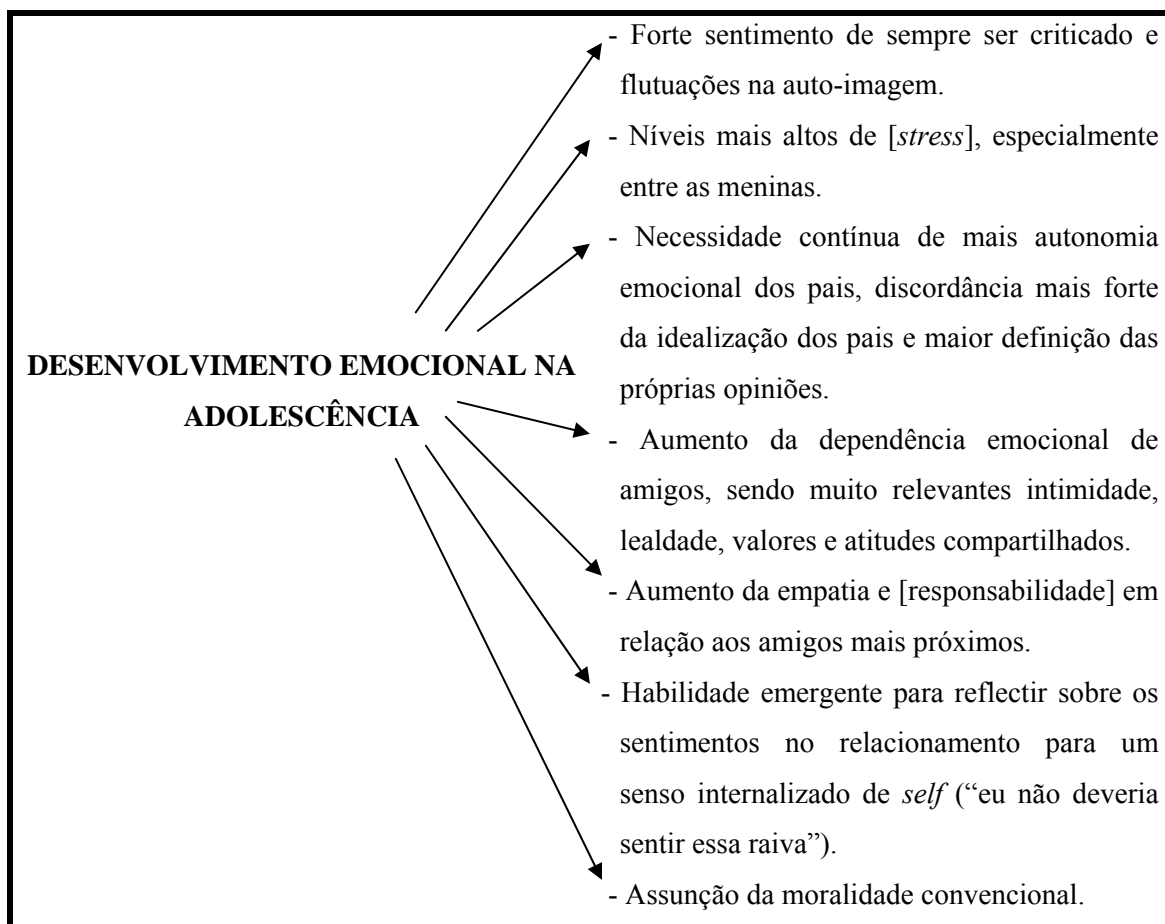 - Forte sentimento de sempre ser criticado e
flutuações na auto-imagem.
- Níveis mais altos de [stress], especialmente
entre as meninas.
- Necessidade contínua de mais autonomia
emocional dos pais, discordância mais forte
da idealização dos pais e maior definição das
próprias opiniões.
DESENVOLVIMENTO EMOCIONAL NA
ADOLESCÊNCIA
- Aumento da dependência emocional de
amigos, sendo muito relevantes intimidade,
lealdade, valores e atitudes compartilhados.
- Aumento da empatia e [responsabilidade] em
relação aos amigos mais próximos.
- Habilidade emergente para reflectir sobre os
sentimentos no relacionamento para um
senso internalizado de self (“eu não deveria
sentir essa raiva”).
- Assunção da moralidade convencional.